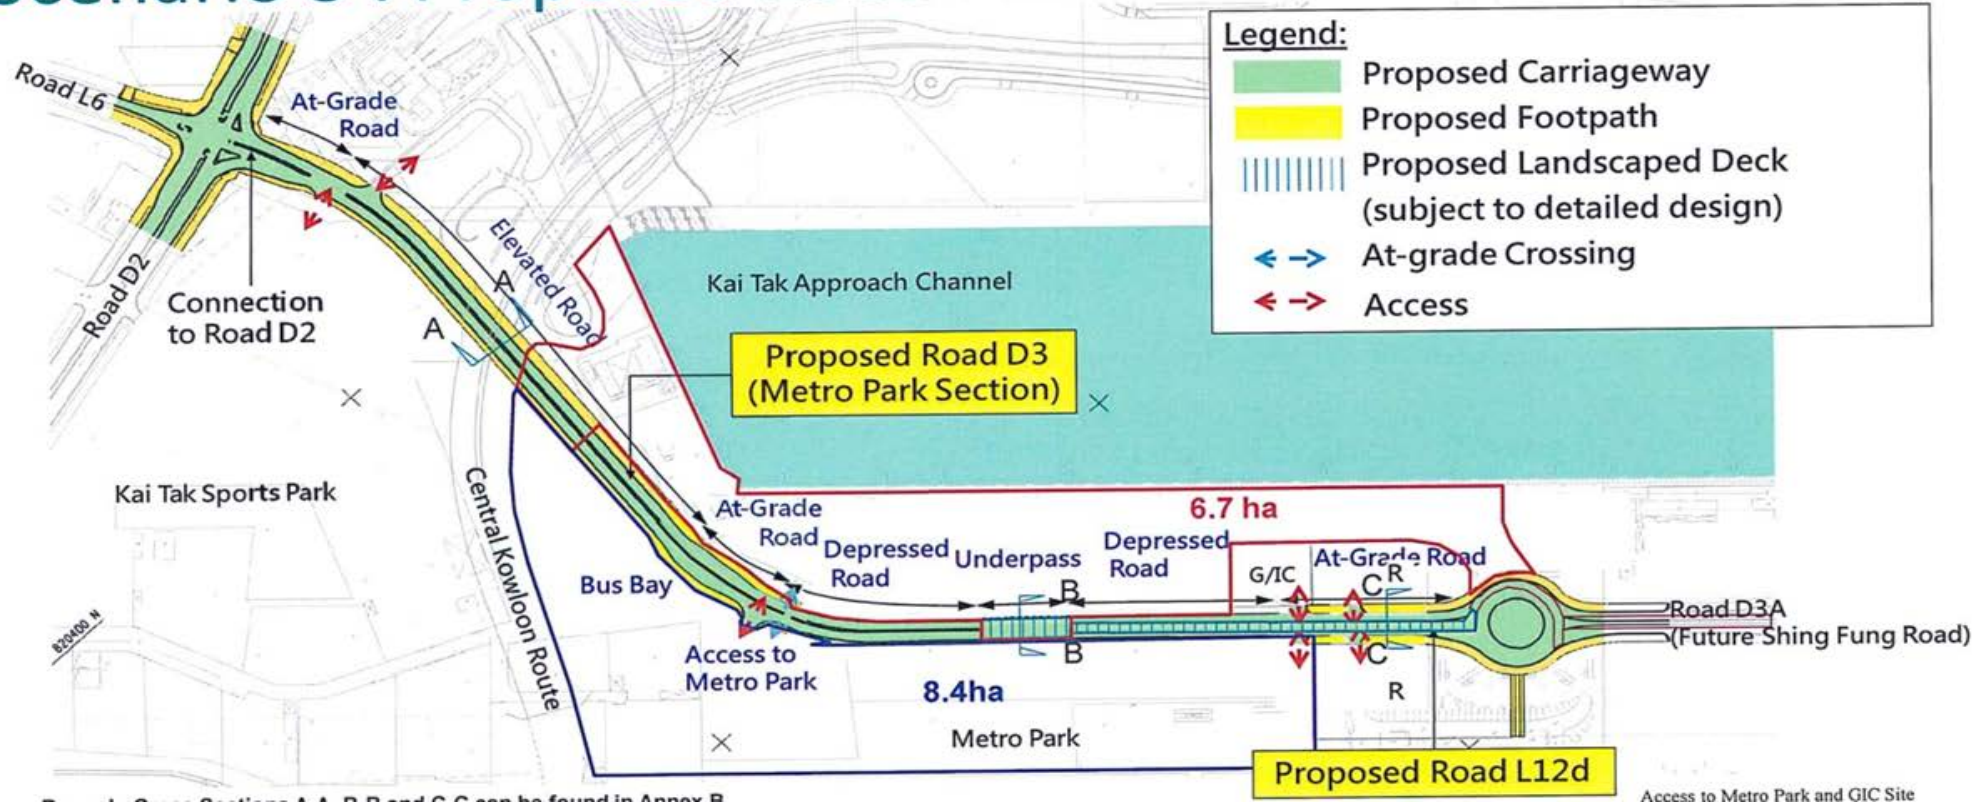 Legend:
Proposed Carriageway
Proposed Footpath
Proposed Landscaped Deck
(subject to detailed design)
At-grade Crossing
Access
Road L6
At-Grade
Road
Elevated Road
Road D2
Connection
to Road D2
A
A
Kai Tak Approach Channel
Proposed Road D3
(Metro Park Section)
Kai Tak Sports Park
Central Kowloon Route
6.7 ha
At-Grade
Road
Depressed
Road
Underpass
Depressed
Road
At-Grade Road
G/IC
R
C
B
Bus Bay
Road D3A
(Future Shing Fung Road)
B
C
Access to
Metro Park
8.4ha
R
Metro Park
820400 N
Proposed Road L12d
Access to Metro Park and GIC Site